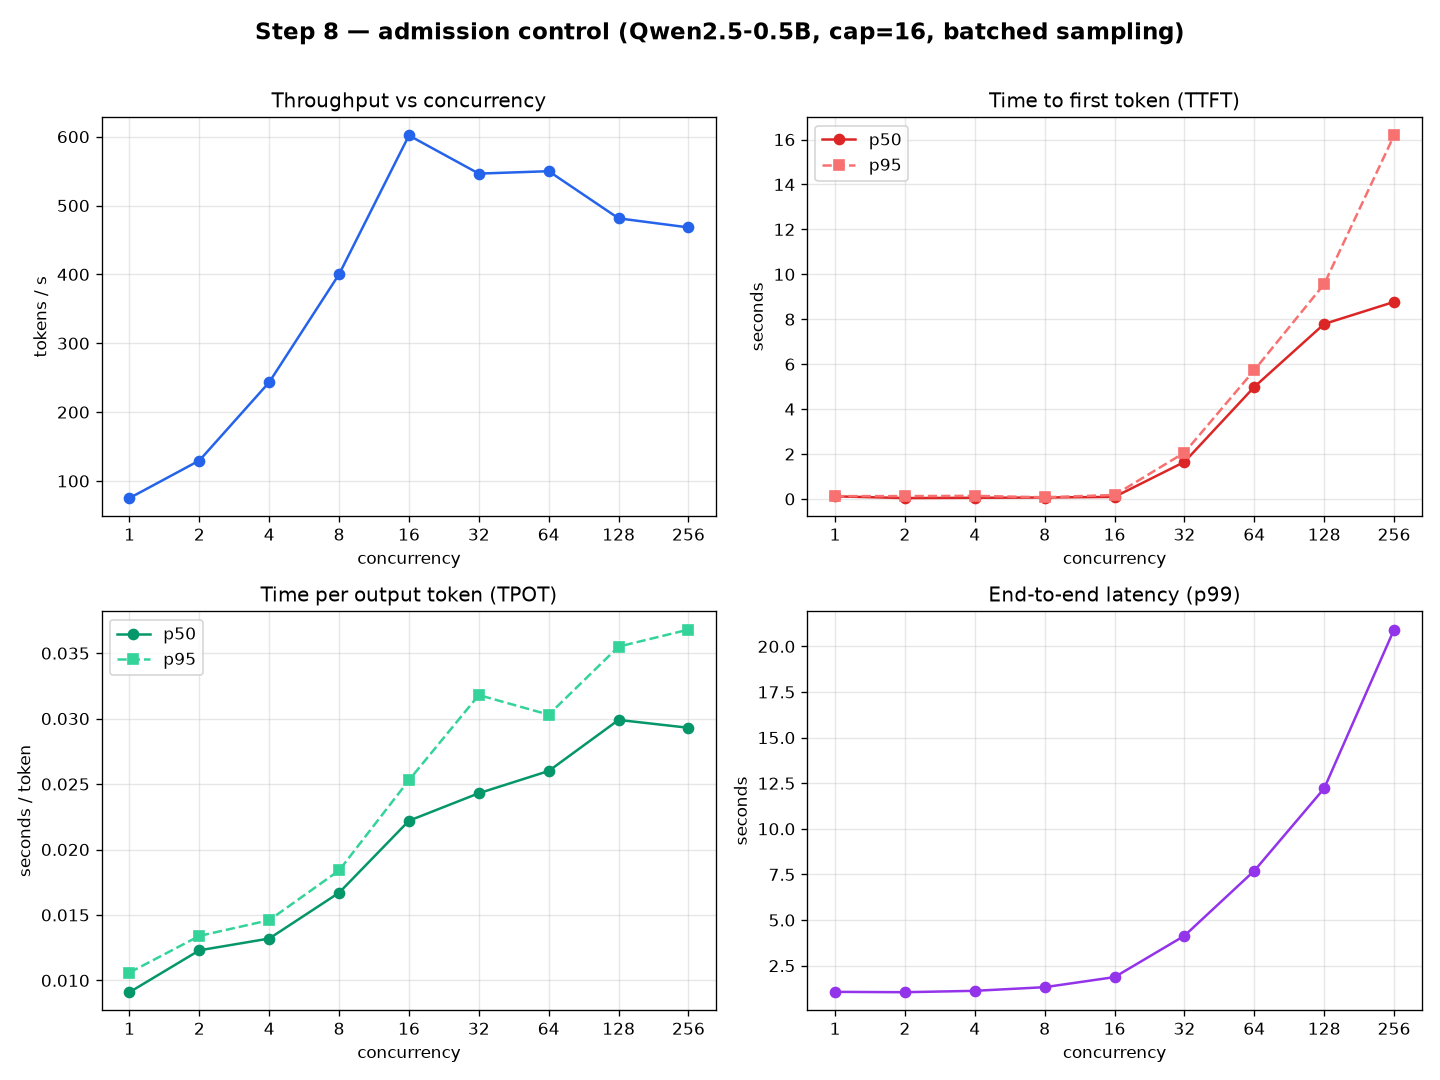 Step 8 — admission control (Qwen2.5-0.5B, cap=16, batched sampling)
Throughput vs concurrency
600
500
400
300
200
100
tokens / s
1 2 4 8 16 32 64 128 256
concurrency
Time to first token (TTFT)
p50
p95
16
14
12
10
8
6
4
2
0
seconds
1 2 4 8 16 32 64 128 256
concurrency
Time per output token (TPOT)
p50
p95
0.035
0.030
0.025
0.020
0.015
0.010
seconds / token
1 2 4 8 16 32 64 128 256
concurrency
End-to-end latency (p99)
20.0
17.5
15.0
12.5
10.0
7.5
5.0
2.5
seconds
1 2 4 8 16 32 64 128 256
concurrency